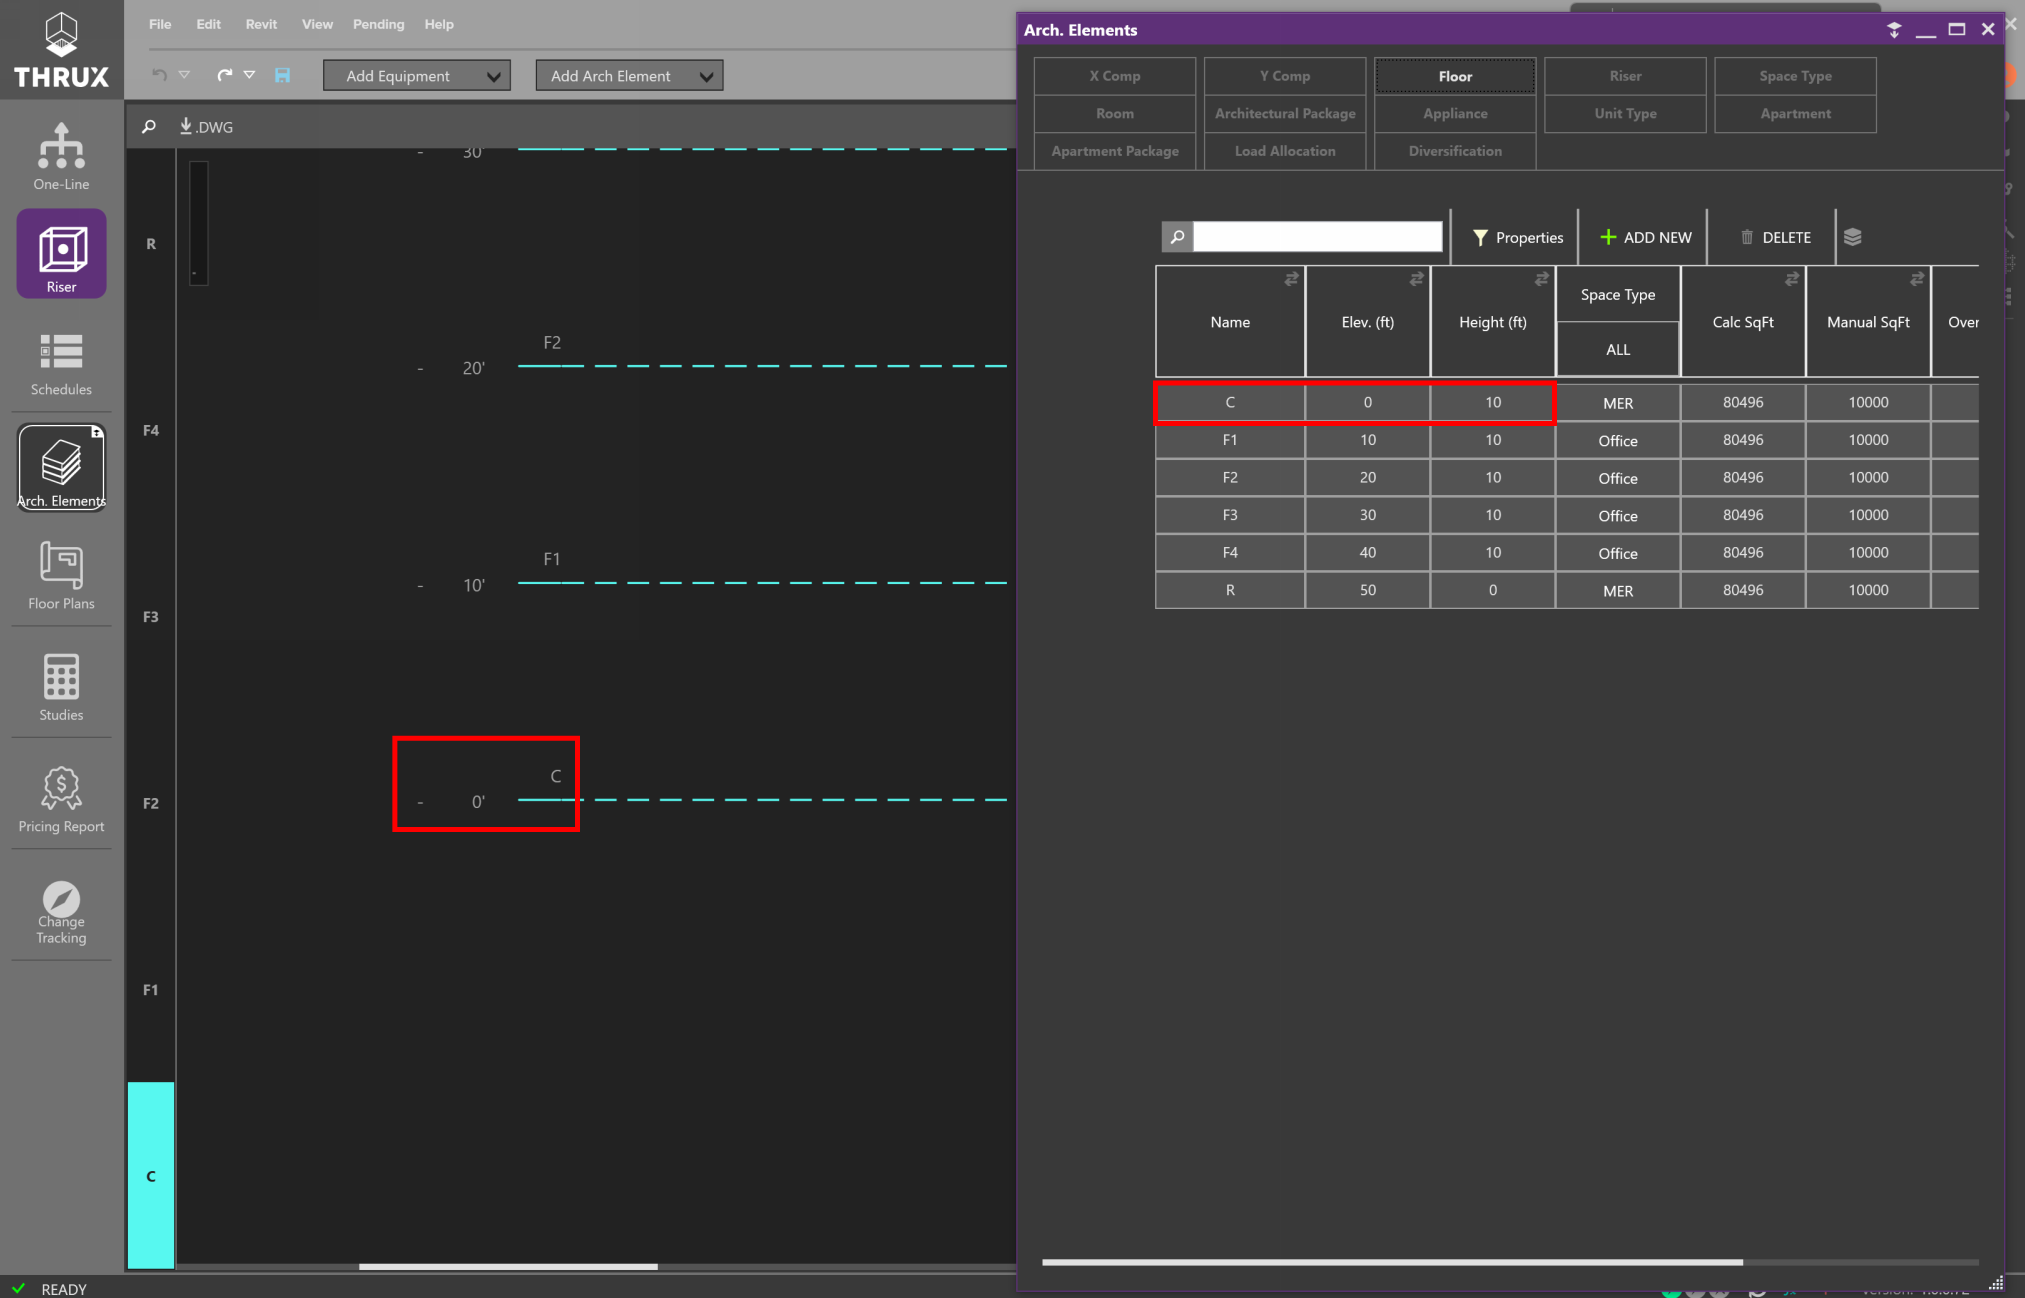 THRUX
File Edit Revit View Pending Help
Add Equipment
Add Arch Element
.DWG
One-Line
Riser
Schedules
Arch. Elements
Floor Plans
Studies
Pricing Report
Change
Tracking
R
F4
F3
F2
F1
C
- 30'
F2
- 20'
F1
- 10'
C
- 0'
READY
Arch. Elements
X Comp Y Comp Floor Riser Space Type
Room Architectural Package Appliance Unit Type Apartment
Apartment Package Load Allocation Diversification
Properties ADD NEW DELETE
Name Elev. (ft) Height (ft) Space Type Calc SqFt Manual SqFt Over
ALL
C 0 10 MER 80496 10000
F1 10 10 Office 80496 10000
F2 20 10 Office 80496 10000
F3 30 10 Office 80496 10000
F4 40 10 Office 80496 10000
R 50 0 MER 80496 10000